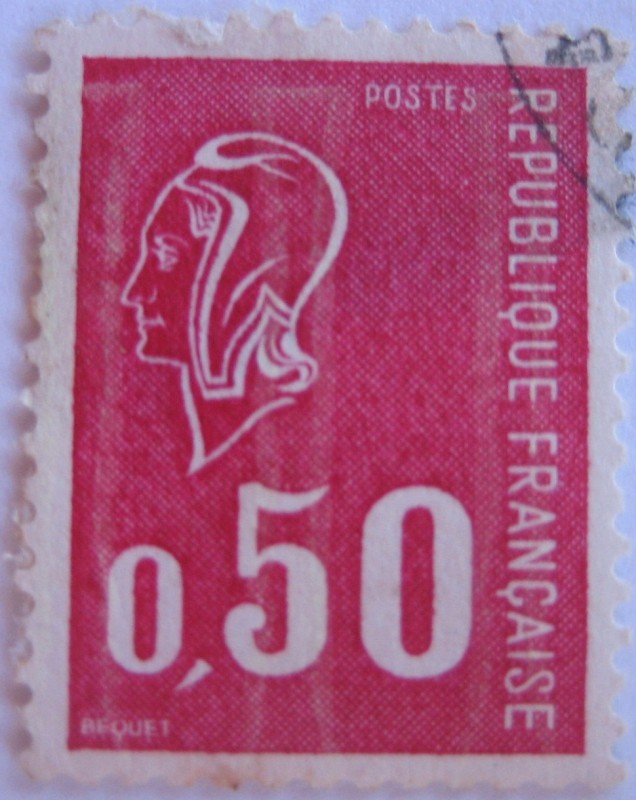 POSTES
REPUBLIQUE FRANÇAISE
0,50
BEQUET